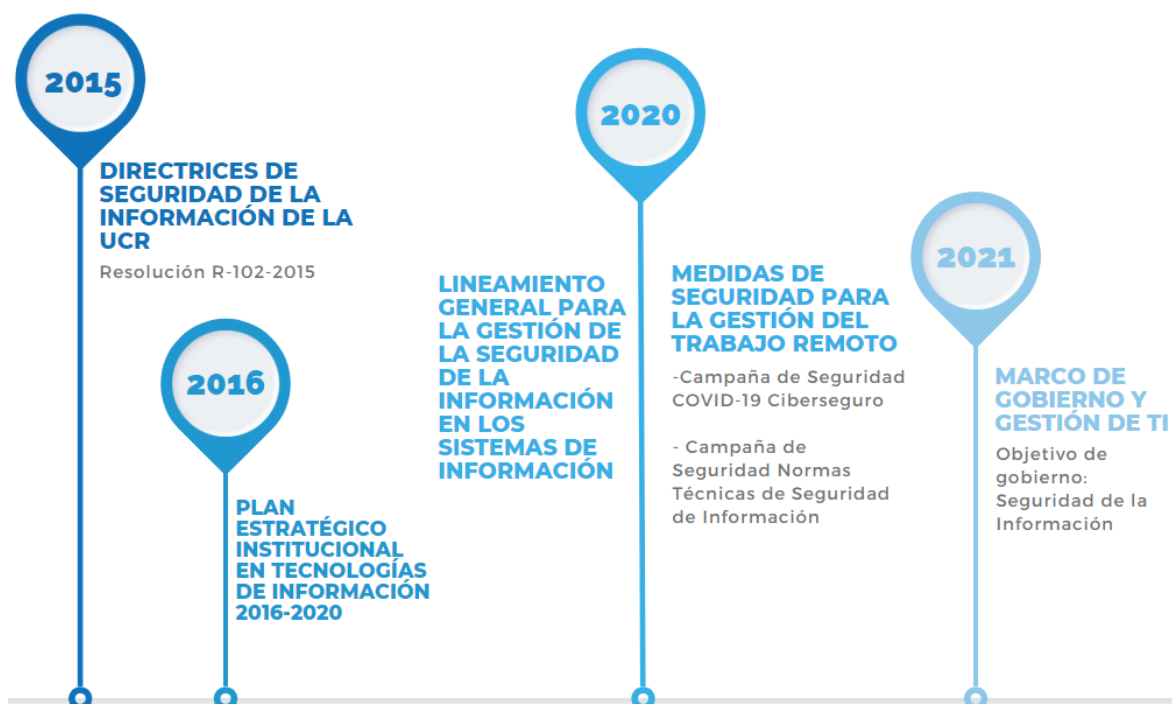 2015
DIRECTRICES DE
SEGURIDAD DE LA
INFORMACIÓN DE LA
UCR
Resolución R-102-2015
2016
PLAN
ESTRATÉGICO
INSTITUCIONAL
EN TECNOLOGÍAS
DE INFORMACIÓN
2016-2020
2020
LINEAMIENTO
GENERAL PARA
LA GESTIÓN DE
LA SEGURIDAD
DE LA
INFORMACIÓN
EN LOS
SISTEMAS DE
INFORMACIÓN
MEDIDAS DE
SEGURIDAD PARA
LA GESTIÓN DEL
TRABAJO REMOTO
-Campaña de Seguridad
COVID-19 Ciberseguro
- Campaña de
Seguridad Normas
Técnicas de Seguridad
de Información
2021
MARCO DE
GOBIERNO Y
GESTIÓN DE TI
Objetivo de
gobierno:
Seguridad de la
Información